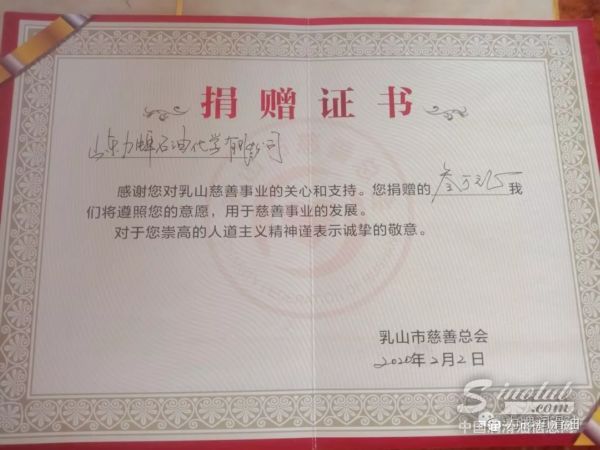 捐赠证书
山东力牌石油化学有限公司
感谢您对乳山慈善事业的关心和支持。您捐赠的叁万元，我
们将遵照您的意愿，用于慈善事业的发展。
对于您崇高的人道主义精神谨表示诚挚的敬意。
乳山市慈善总会
2020年2月2日
Sinolub
.com